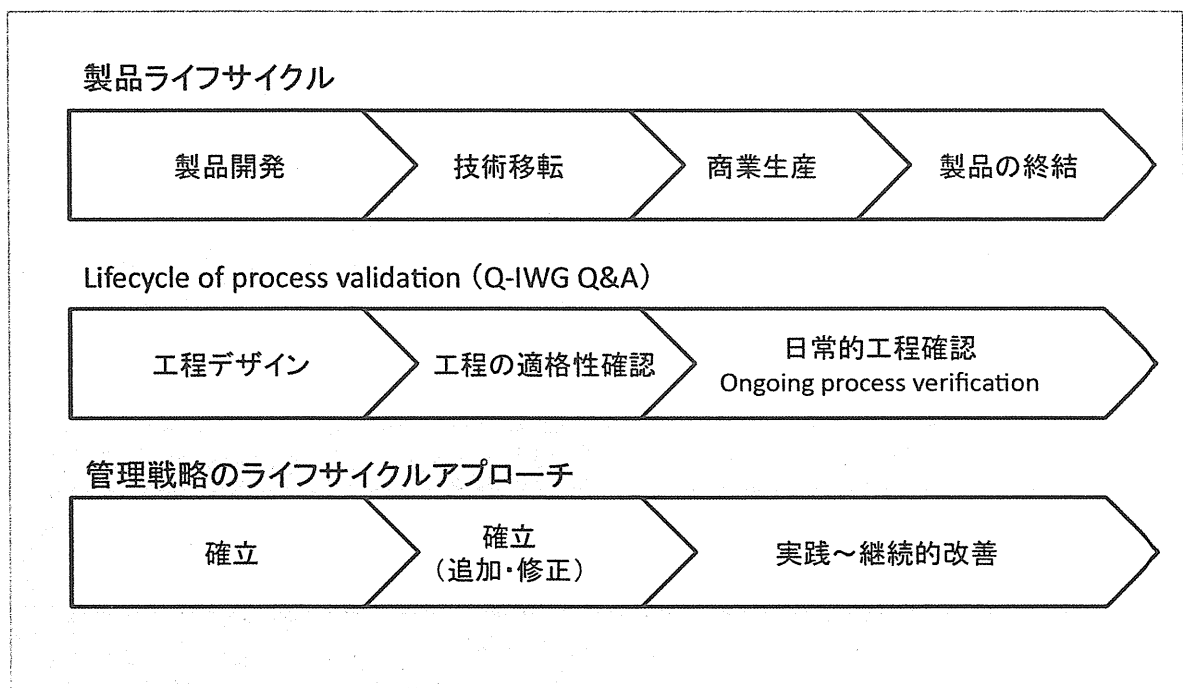 製品ライフサイクル
製品開発
技術移転
商業生産
製品の終結
Lifecycle of process validation（Q-IWG Q&A）
工程デザイン
工程の適格性確認
日常的工程確認
Ongoing process verification
管理戦略のライフサイクルアプローチ
確立
確立
（追加・修正）
実践～継続的改善